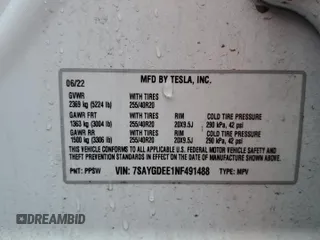 MFD BY TESLA, INC.
06/22
GVWR WITH TIRES
2369 kg (5224 lb) 255/40R20
GAWR FRT WITH TIRES RIM COLD TIRE PRESSURE
1363 kg (3004 lb) 255/40R20 20X9.5J 290 kPa, 42 psi
GAWR RR WITH TIRES RIM COLD TIRE PRESSURE
1500 kg (3306 lb) 255/40R20 20X9.5J 290 kPa, 42 psi
THIS VEHICLE CONFORMS TO ALL APPLICABLE FEDERAL MOTOR VEHICLE SAFETY
AND THEFT PREVENTION STANDARDS IN EFFECT ON THE DATE OF MANUFACTURE
SHOWN ABOVE.
PNT: PPSW VIN: 7SAYGDEE1NF491488 TYPE: MPV
DREAMBID